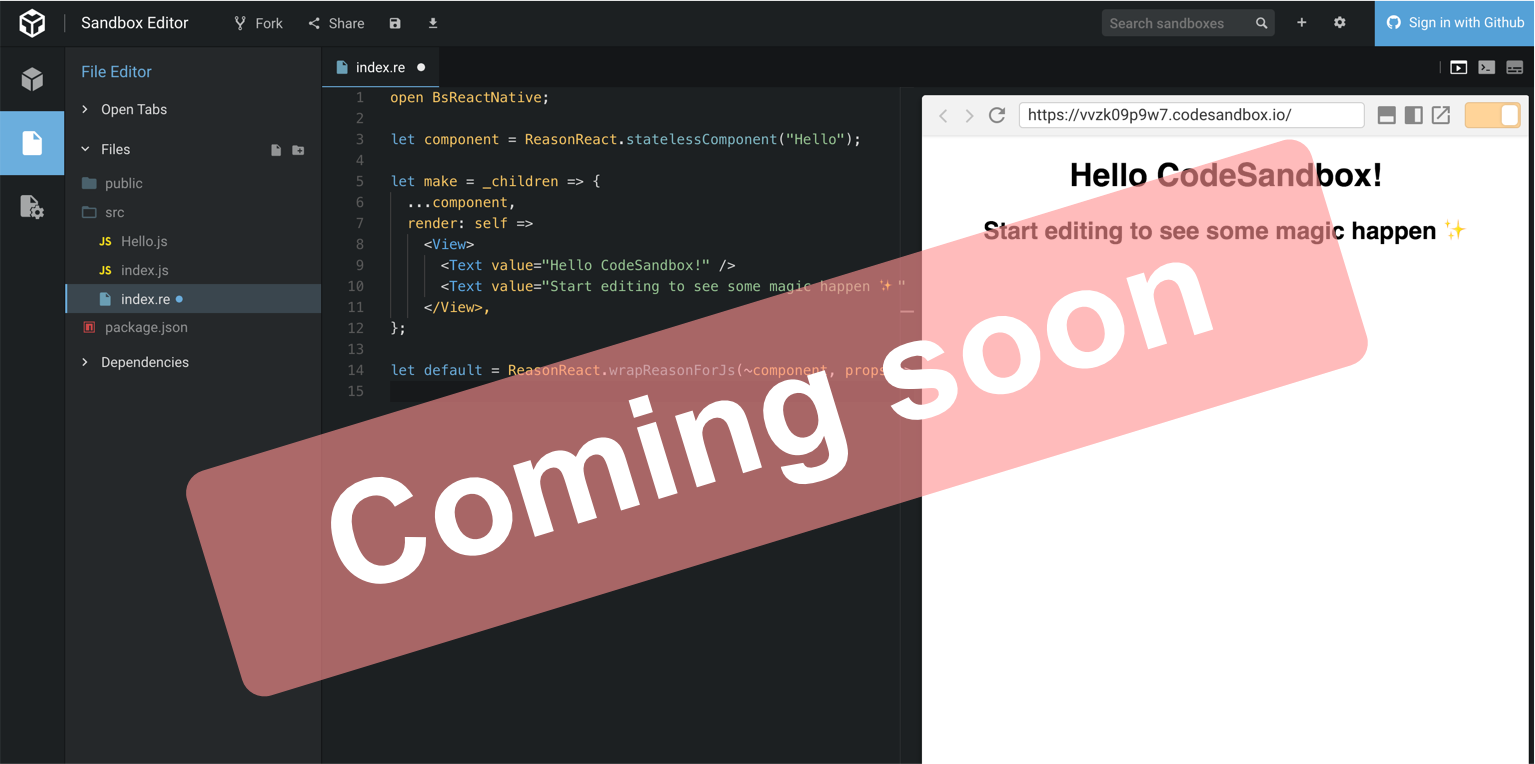 Sandbox Editor
Fork
Share
Search sandboxes
Sign in with Github
File Editor
Open Tabs
Files
public
src
JS Hello.js
JS index.js
index.re
package.json
Dependencies
index.re
1 open BsReactNative;
2
3 let component = ReasonReact.statelessComponent("Hello");
4
5 let make = _children => {
6 ...component,
7 render: self =>
8 <View>
9 <Text value="Hello CodeSandbox!" />
10 <Text value="Start editing to see some magic happen ✨ "
11 </View>,
12 };
13
14 let default = ReasonReact.wrapReasonForJs(~component, props
15
https://vvzk09p9w7.codesandbox.io/
Hello CodeSandbox!
Start editing to see some magic happen ✨
Coming soon